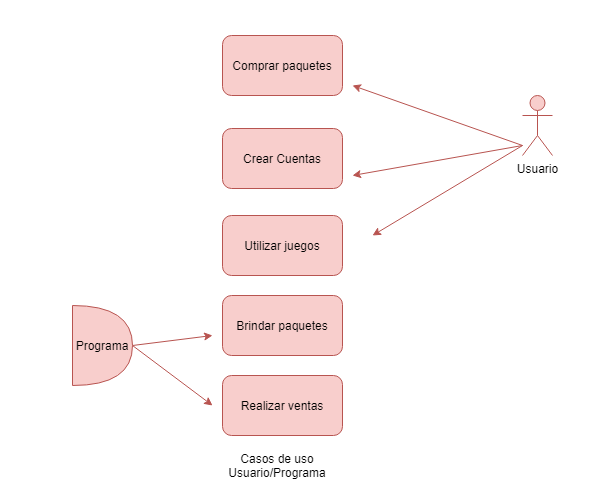 Comprar paquetes
Crear Cuentas
Usuario
Utilizar juegos
Brindar paquetes
Programa
Realizar ventas
Casos de uso
Usuario/Programa